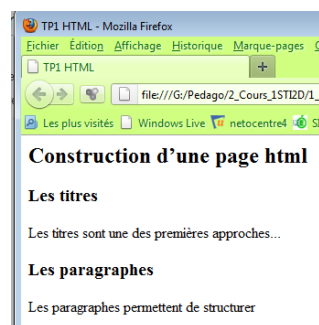 TP1 HTML - Mozilla Firefox
Fichier Édition Affichage Historique Marque-pages
TP1 HTML
file:///G:/Pedago/2_Cours_1STI2D/1_
Les plus visités Windows Live netocentre4
Construction d’une page html
Les titres
Les titres sont une des premières approches...
Les paragraphes
Les paragraphes permettent de structurer